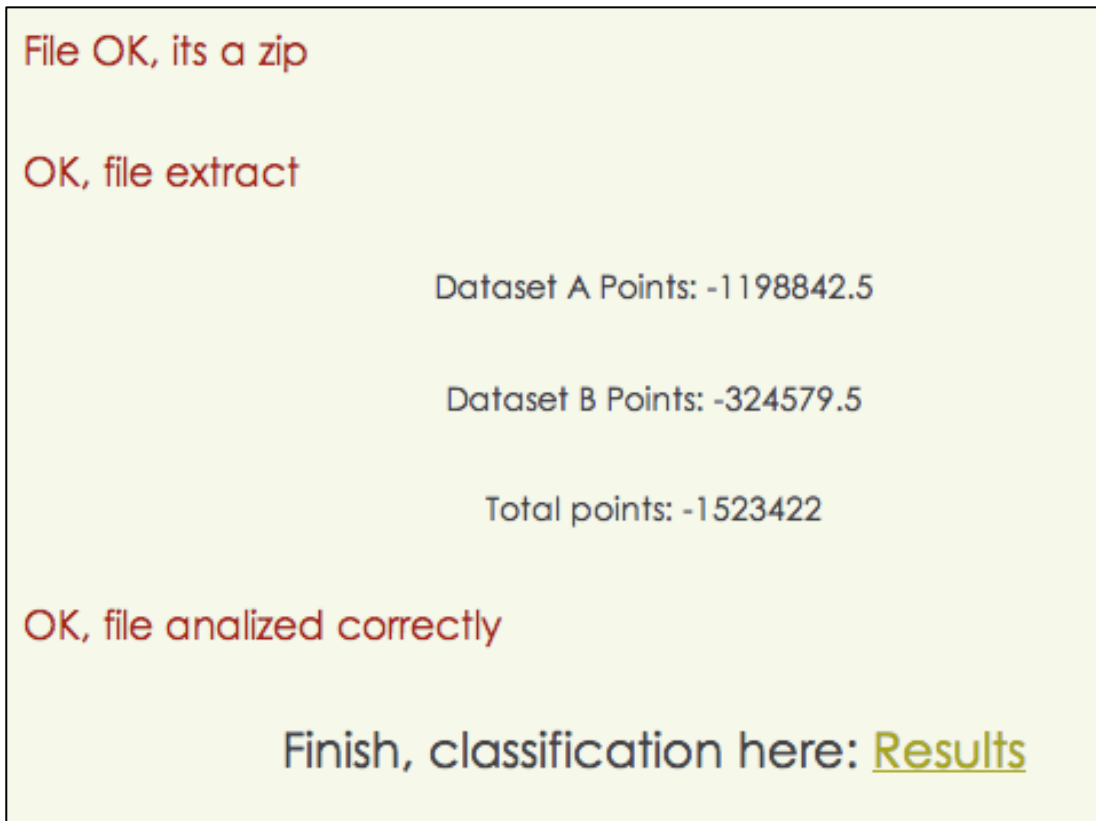 File OK, its a zip
OK, file extract
Dataset A Points: -1198842.5
Dataset B Points: -324579.5
Total points: -1523422
OK, file analized correctly
Finish, classification here: Results